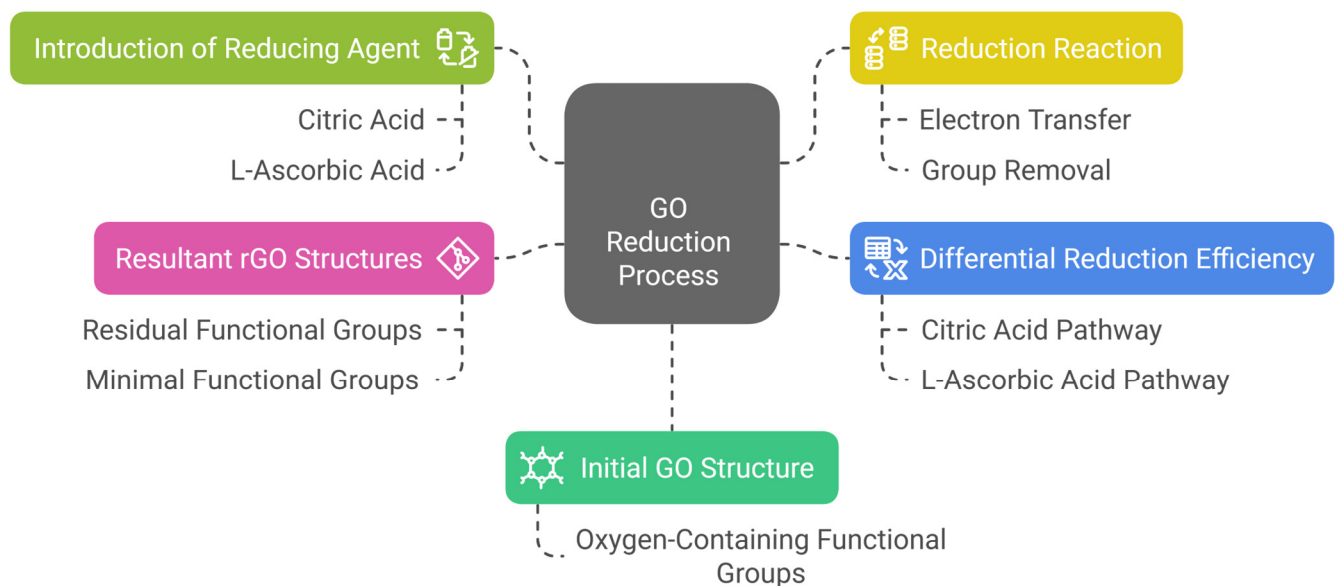 Introduction of Reducing Agent
Citric Acid
L-Ascorbic Acid
Resultant rGO Structures
Residual Functional Groups
Minimal Functional Groups
GO
Reduction
Process
Reduction Reaction
Electron Transfer
Group Removal
Differential Reduction Efficiency
Citric Acid Pathway
L-Ascorbic Acid Pathway
Initial GO Structure
Oxygen-Containing Functional
Groups